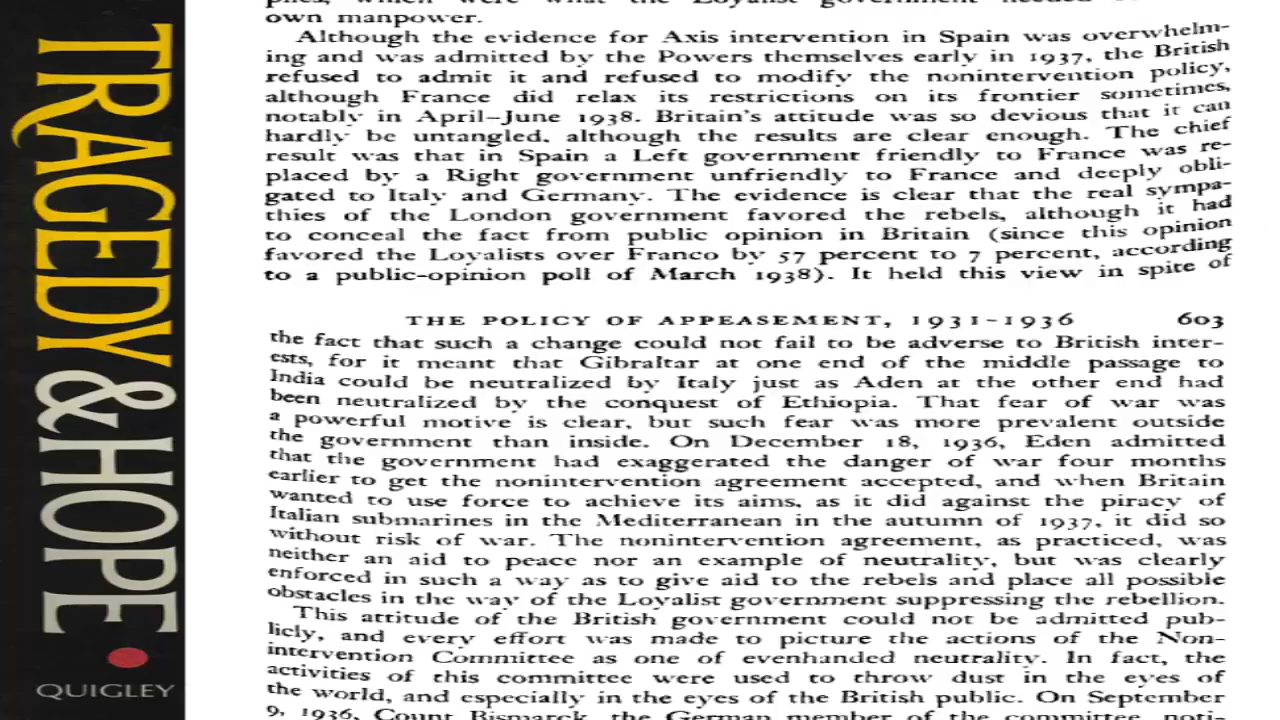 TRAGEDY & HOPE
QUIGLEY
own manpower.
Although the evidence for Axis intervention in Spain was overwhelm-
ing and was admitted by the Powers themselves early in 1937, the British
refused to admit it and refused to modify the nonintervention policy,
although France did relax its restrictions on its frontier sometimes,
notably in April–June 1938. Britain's attitude was so devious that it can
hardly be untangled, although the results are clear enough. The chief
result was that in Spain a Left government friendly to France was re-
placed by a Right government unfriendly to France and deeply obli-
gated to Italy and Germany. The evidence is clear that the real sympa-
thies of the London government favored the rebels, although it had
to conceal the fact from public opinion in Britain (since this opinion
favored the Loyalists over Franco by 57 percent to 7 percent, according
to a public-opinion poll of March 1938). It held this view in spite of
THE POLICY OF APPEASEMENT, 1931-1936 603
the fact that such a change could not fail to be adverse to British inter-
ests, for it meant that Gibraltar at one end of the middle passage to
India could be neutralized by Italy just as Aden at the other end had
been neutralized by the conquest of Ethiopia. That fear of war was
a powerful motive is clear, but such fear was more prevalent outside
the government than inside. On December 18, 1936, Eden admitted
that the government had exaggerated the danger of war four months
earlier to get the nonintervention agreement accepted, and when Britain
wanted to use force to achieve its aims, as it did against the piracy of
Italian submarines in the Mediterranean in the autumn of 1937, it did so
without risk of war. The nonintervention agreement, as practiced, was
neither an aid to peace nor an example of neutrality, but was clearly
enforced in such a way as to give aid to the rebels and place all possible
obstacles in the way of the Loyalist government suppressing the rebellion.
This attitude of the British government could not be admitted pub-
licly, and every effort was made to picture the actions of the Non-
intervention Committee as one of evenhanded neutrality. In fact, the
activities of this committee were used to throw dust in the eyes of
the world, and especially in the eyes of the British public. On September
9, 1936, Count Bismarck, the German member of the committee, noti-